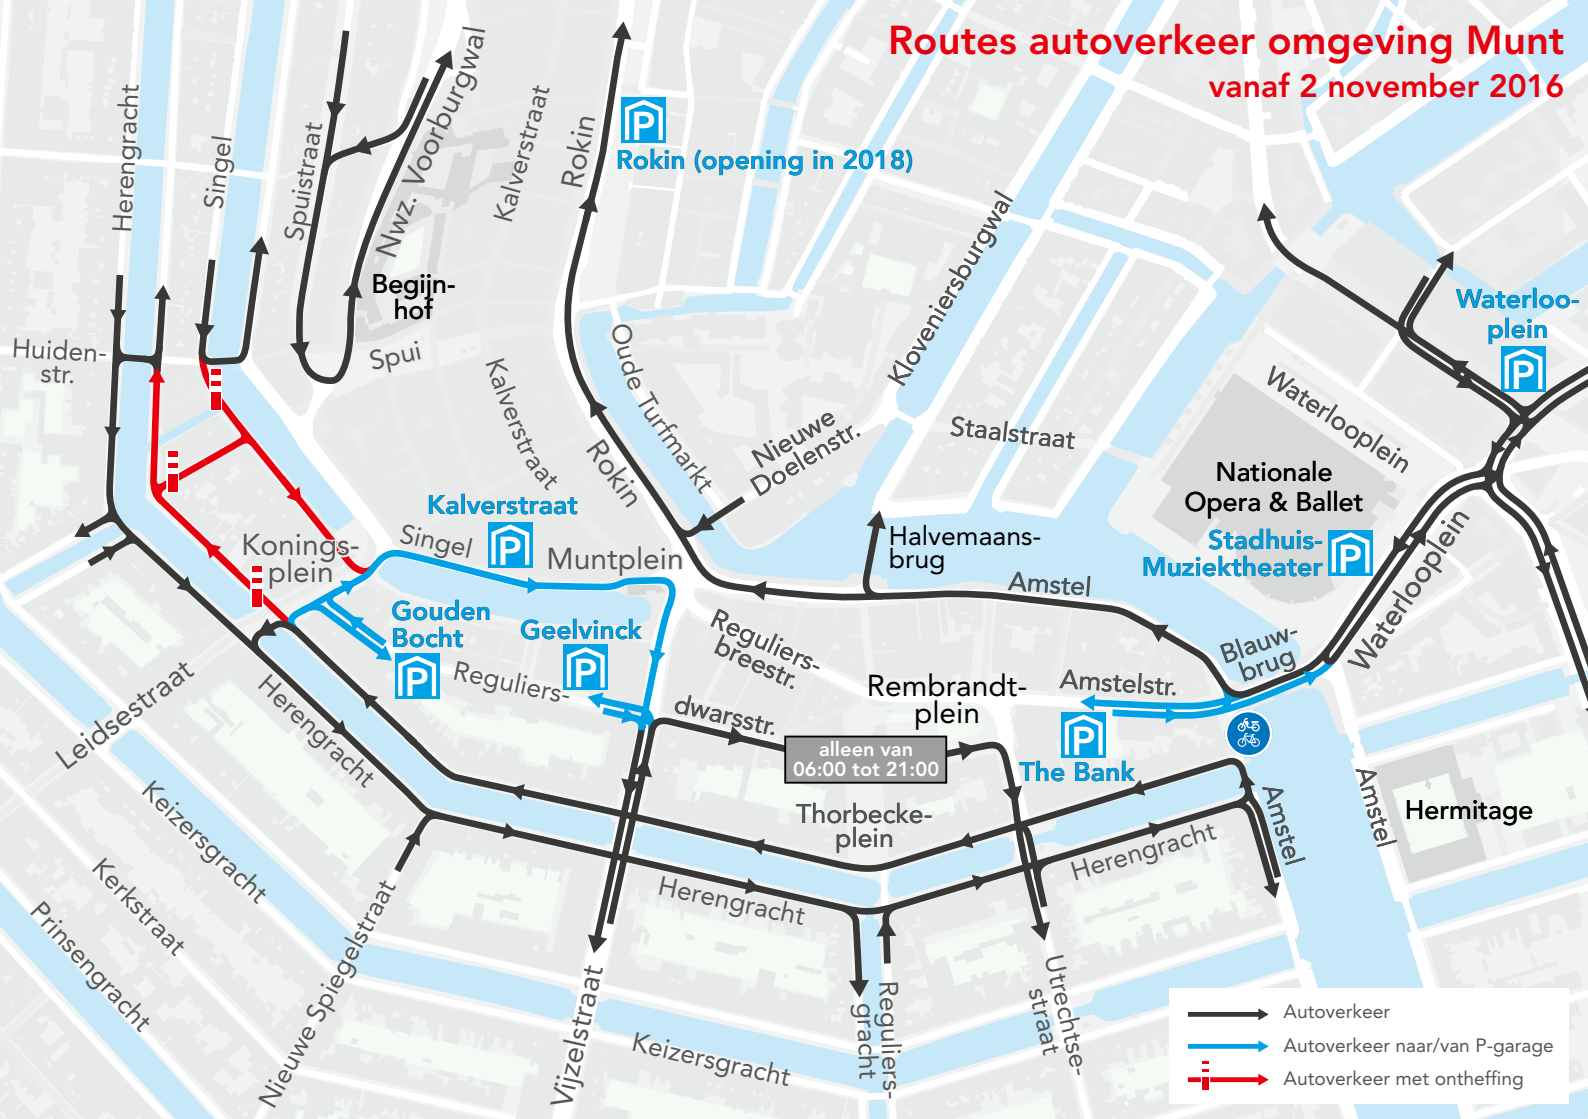 Routes autoverkeer omgeving Munt
vanaf 2 november 2016
Herengracht
Singel
Spuistraat
Nwz. Voorburgwal
Kalverstraat
Rokin
P
Rokin (opening in 2018)
Kloveniersburgwal
Begijn-
hof
Spui
Huiden-
str.
Kalverstraat
Rokin
Oude Turfmarkt
Nieuwe
Doelenstr.
Staalstraat
Waterlooplein
Waterloo-
plein
P
Nationale
Opera & Ballet
Stadhuis-
Muziektheater
P
Waterlooplein
Kalverstraat
P
Singel
Muntplein
Konings-
plein
Halvemaans-
brug
Amstel
Blauw-
brug
Gouden
Bocht
P
Geelvinck
P
Reguliers-
dwarsstr.
Reguliers-
breestr.
Rembrandt-
plein
Amstelstr.
P
The Bank
alleen van
06:00 tot 21:00
Thorbecke-
plein
Leidsestraat
Herengracht
Keizersgracht
Kerkstraat
Prinsengracht
Nieuwe Spiegelstraat
Vijzelstraat
Herengracht
Keizersgracht
Reguliers-
gracht
Utrechtse-
straat
Herengracht
Amstel
Amstel
Hermitage
Autoverkeer
Autoverkeer naar/van P-garage
Autoverkeer met ontheffing